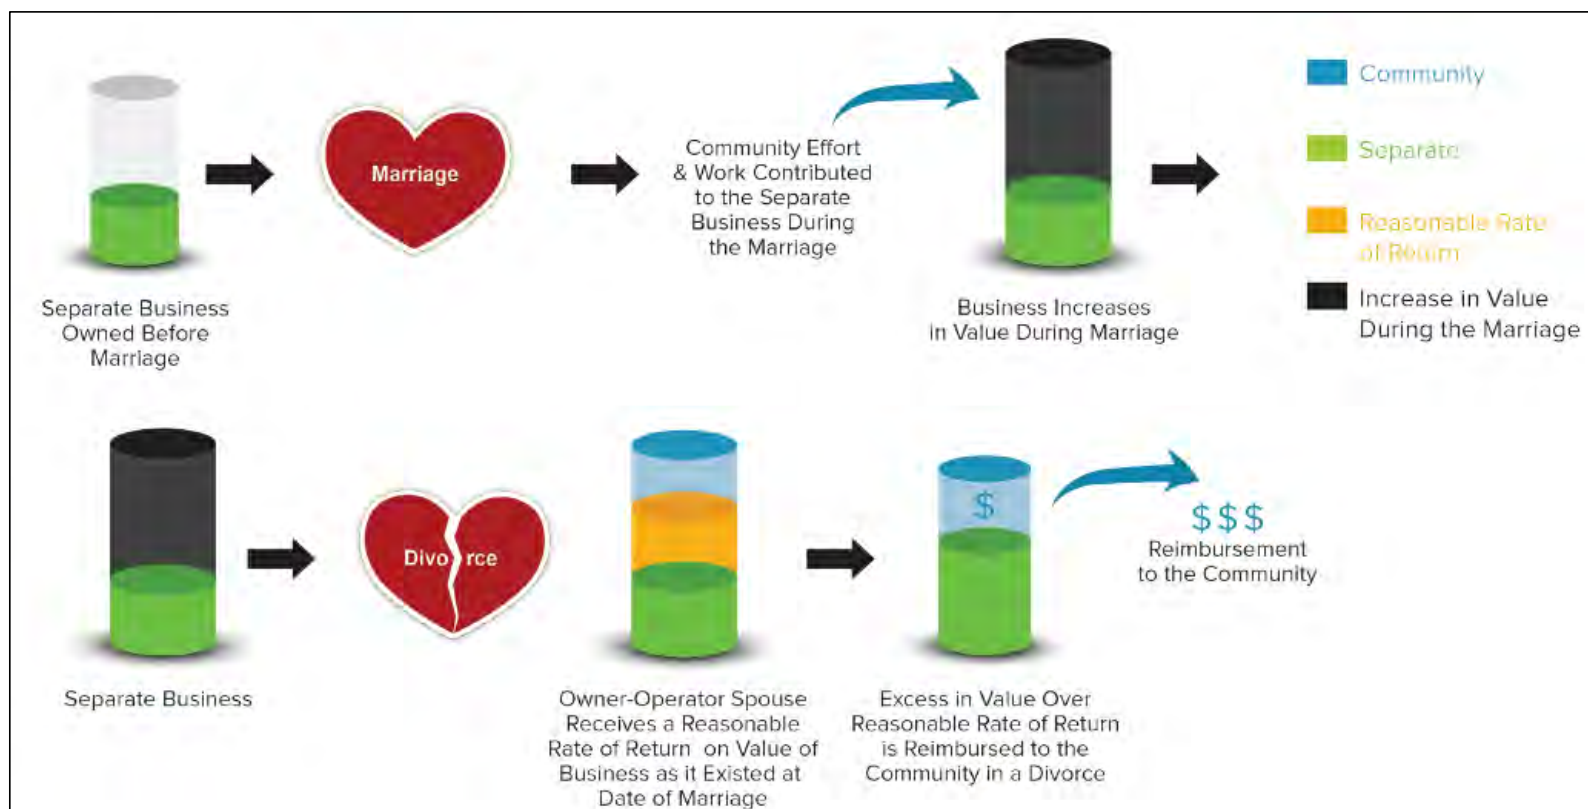 Separate Business
Owned Before
Marriage
Marriage
Community Effort
& Work Contributed
to the Separate
Business During
the Marriage
Business Increases
in Value During Marriage
Community
Separate
Reasonable Rate
of Return
Increase in Value
During the Marriage
Separate Business
Divo rce
Owner-Operator Spouse
Receives a Reasonable
Rate of Return on Value of
Business as it Existed at
Date of Marriage
$
Excess in Value Over
Reasonable Rate of Return
is Reimbursed to the
Community in a Divorce
$$$
Reimbursement
to the Community